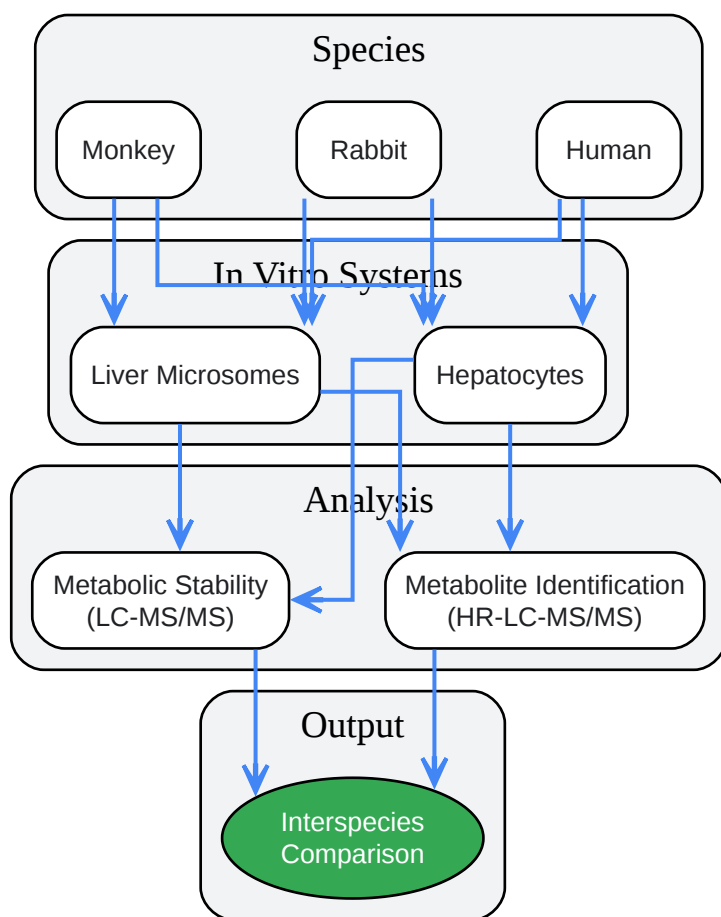 Species
Monkey
Rabbit
Human
In Vitro Systems
Liver Microsomes
Hepatocytes
Analysis
Metabolic Stability
(LC-MS/MS)
Metabolite Identification
(HR-LC-MS/MS)
Output
Interspecies
Comparison